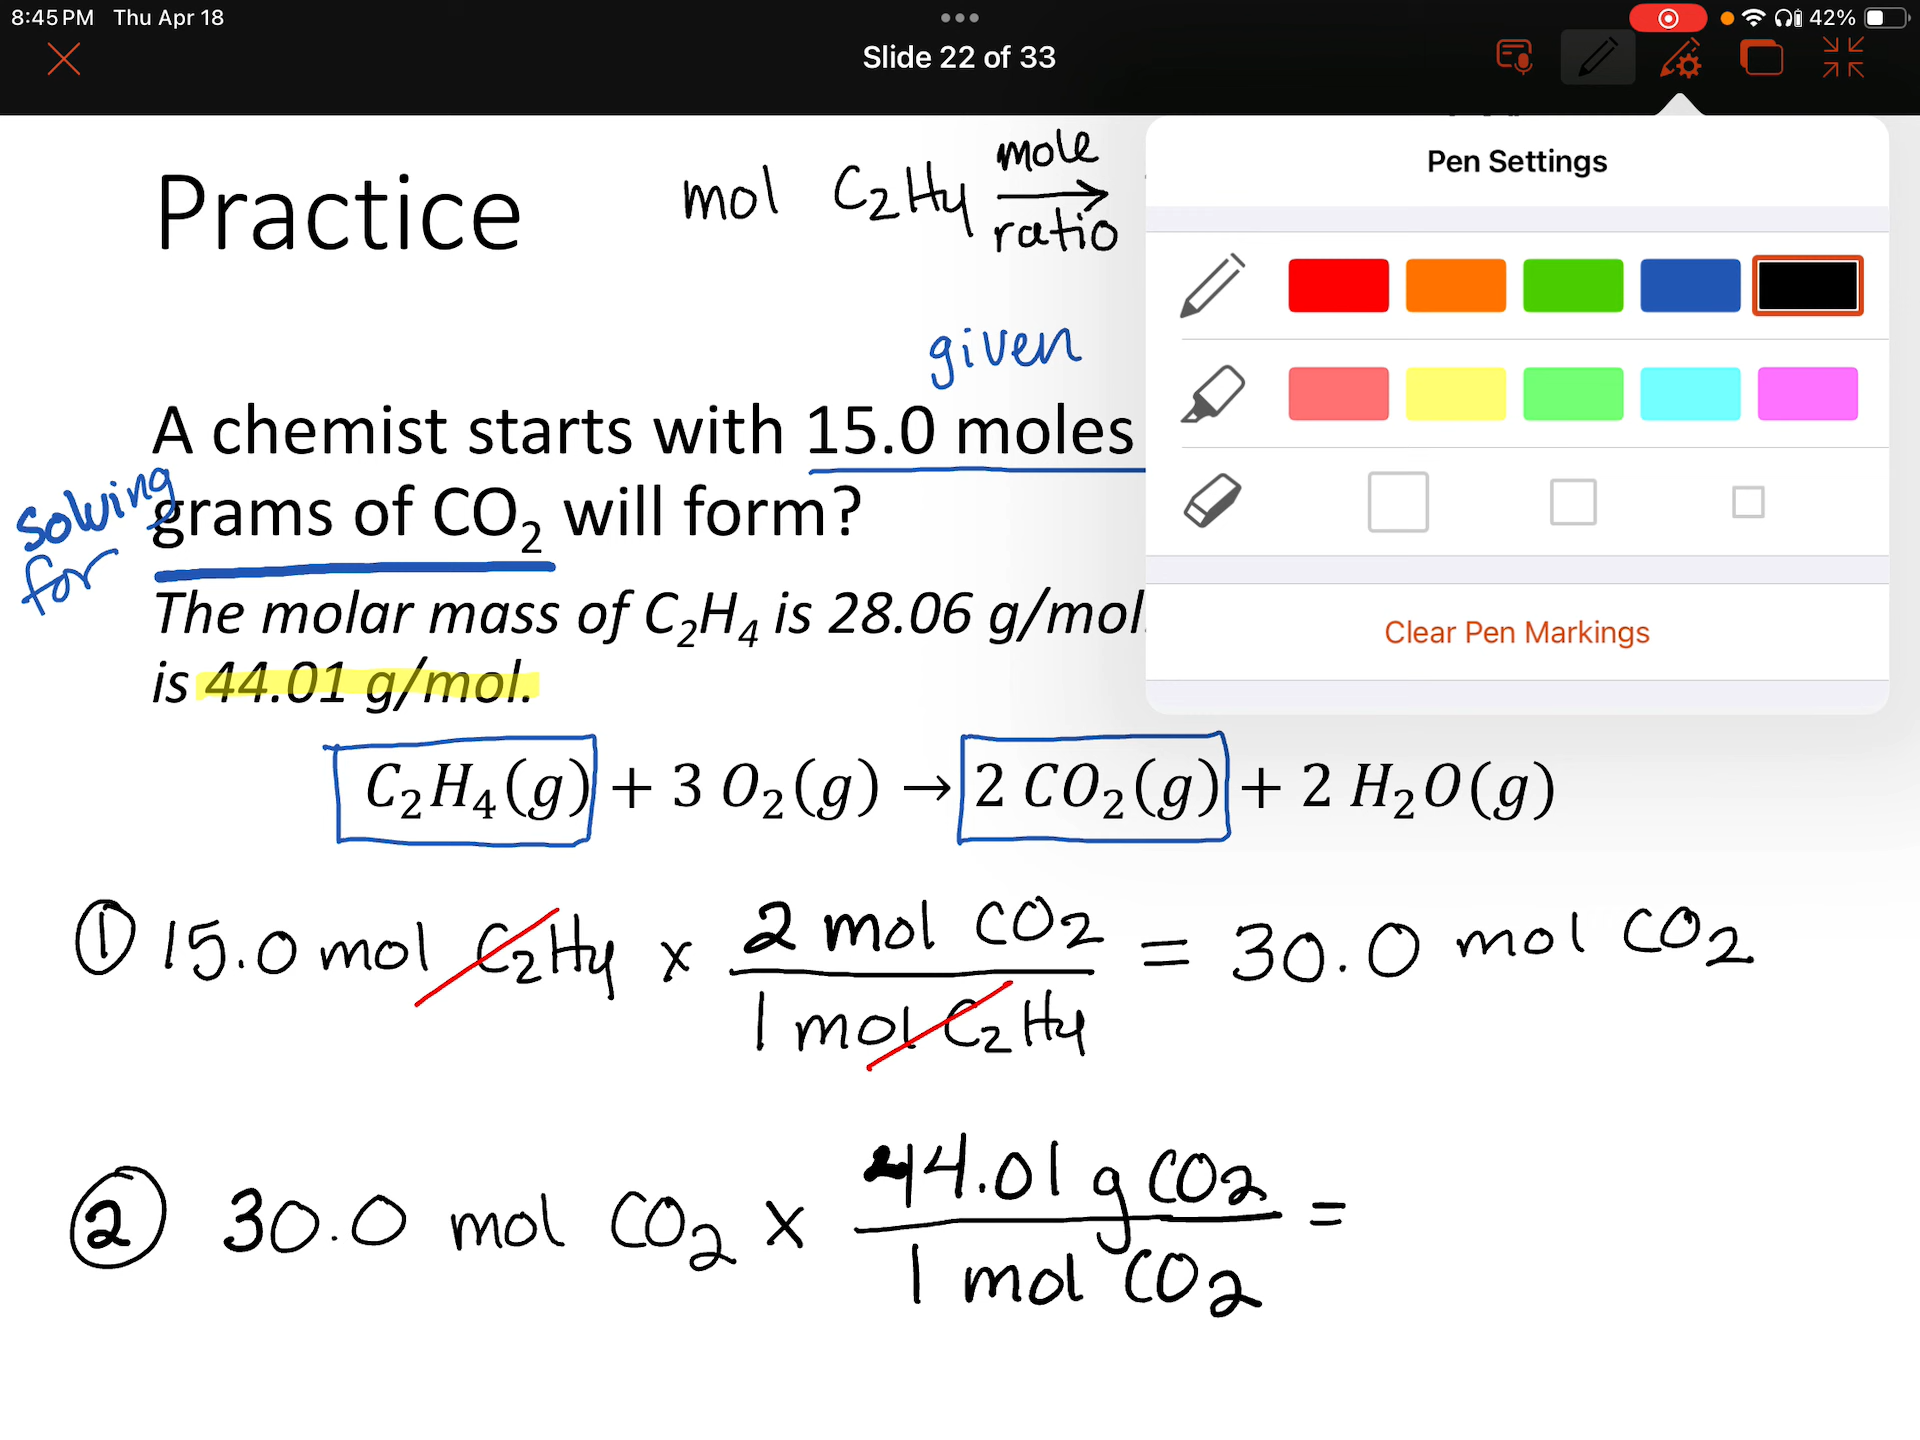 8:45 PM Thu Apr 18
42%
Slide 22 of 33
Pen Settings
Clear Pen Markings
Practice
mol C₂H₄ mole
ratio
given
A chemist starts with 15.0 moles
solving
for
grams of CO₂ will form?
The molar mass of C₂H₄ is 28.06 g/mol.
is 44.01 g/mol.
C₂H₄(g) + 3 O₂(g) → 2 CO₂(g) + 2 H₂O(g)
① 15.0 mol C₂H₄ x 2 mol CO₂ = 30.0 mol CO₂
1 mol C₂H₄
② 30.0 mol CO₂ x 44.01 g CO₂ =
1 mol CO₂